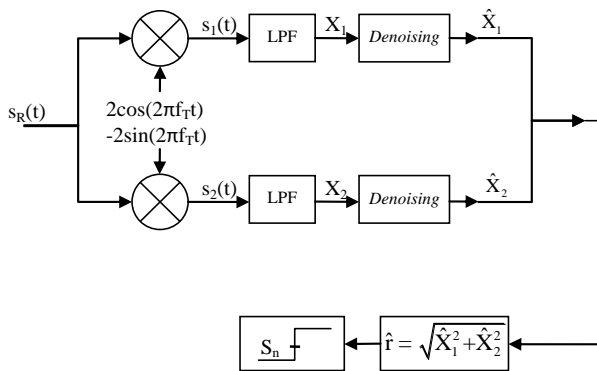 s₁(t) LPF X₁ Denoising X̂₁
s_R(t)
2cos(2πf_Tt)
-2sin(2πf_Tt)
s₂(t) LPF X₂ Denoising X̂₂
S_n r̂ = √(X̂₁² + X̂₂²)